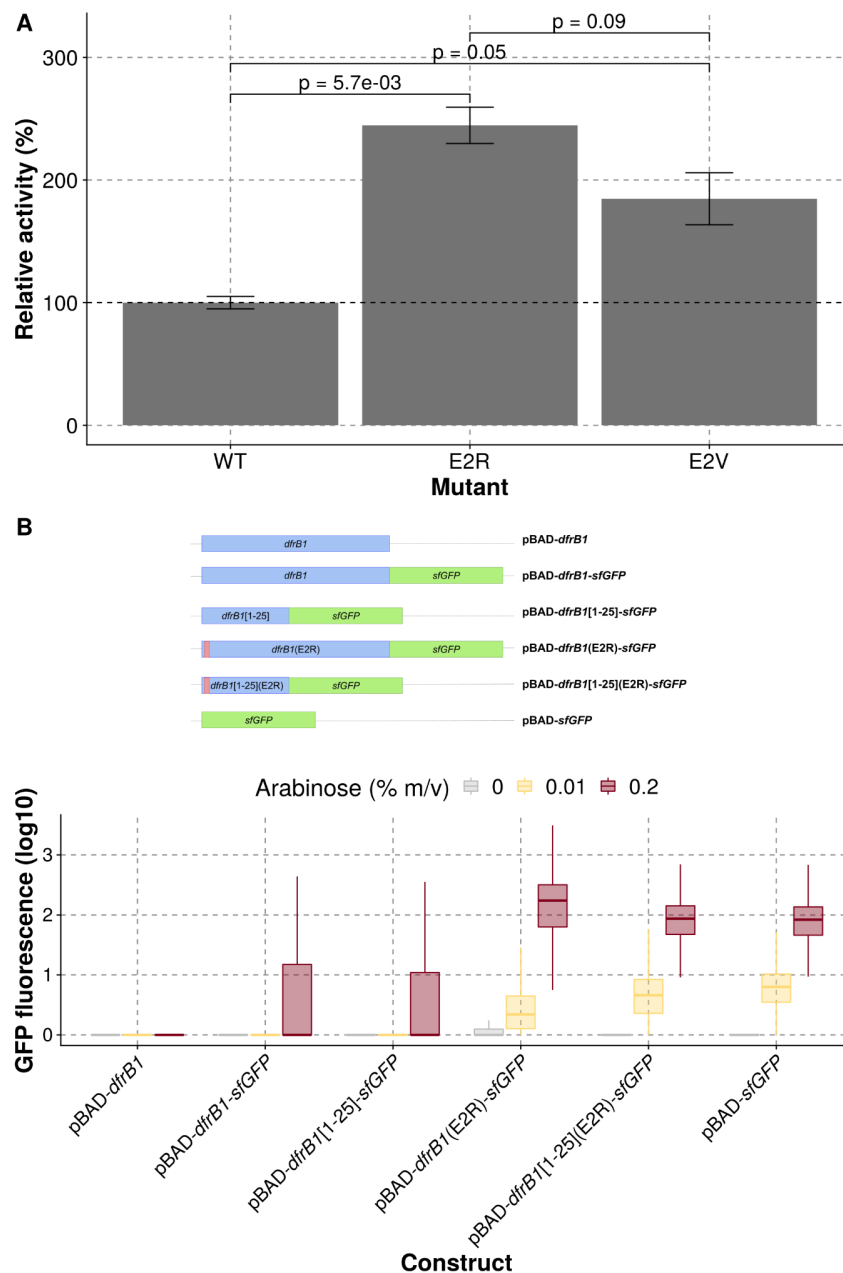 A
p = 0.09
p = 0.05
p = 5.7e-03
Relative activity (%)
300
200
100
0
WT E2R E2V
Mutant
B
dfrB1 pBAD-dfrB1
dfrB1 sfGFP pBAD-dfrB1-sfGFP
dfrB1[1-25] sfGFP pBAD-dfrB1[1-25]-sfGFP
dfrB1(E2R) sfGFP pBAD-dfrB1(E2R)-sfGFP
dfrB1[1-25](E2R) sfGFP pBAD-dfrB1[1-25](E2R)-sfGFP
sfGFP pBAD-sfGFP
Arabinose (% m/v) 0 0.01 0.2
GFP fluorescence (log10)
3
2
1
0
pBAD-dfrB1
pBAD-dfrB1-sfGFP
pBAD-dfrB1[1-25]-sfGFP
pBAD-dfrB1(E2R)-sfGFP
pBAD-dfrB1[1-25](E2R)-sfGFP
pBAD-sfGFP
Construct